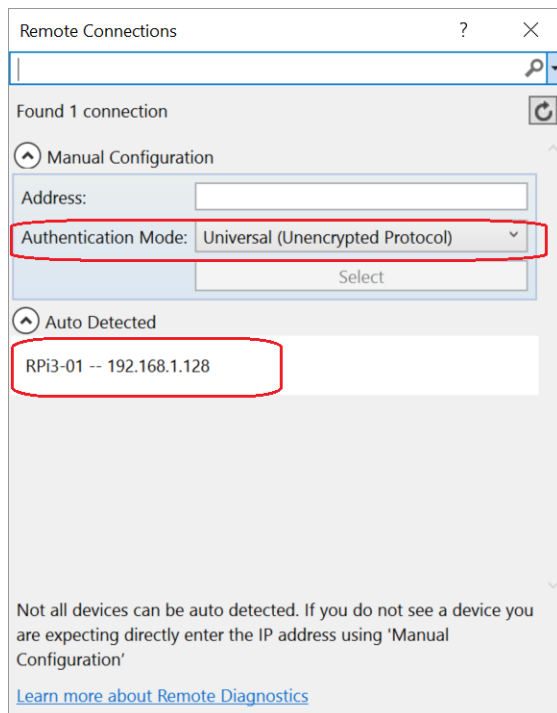 Remote Connections
Found 1 connection
Manual Configuration
Address:
Authentication Mode: Universal (Unencrypted Protocol)
Select
Auto Detected
RPi3-01 -- 192.168.1.128
Not all devices can be auto detected. If you do not see a device you
are expecting directly enter the IP address using 'Manual
Configuration’
Learn more about Remote Diagnostics